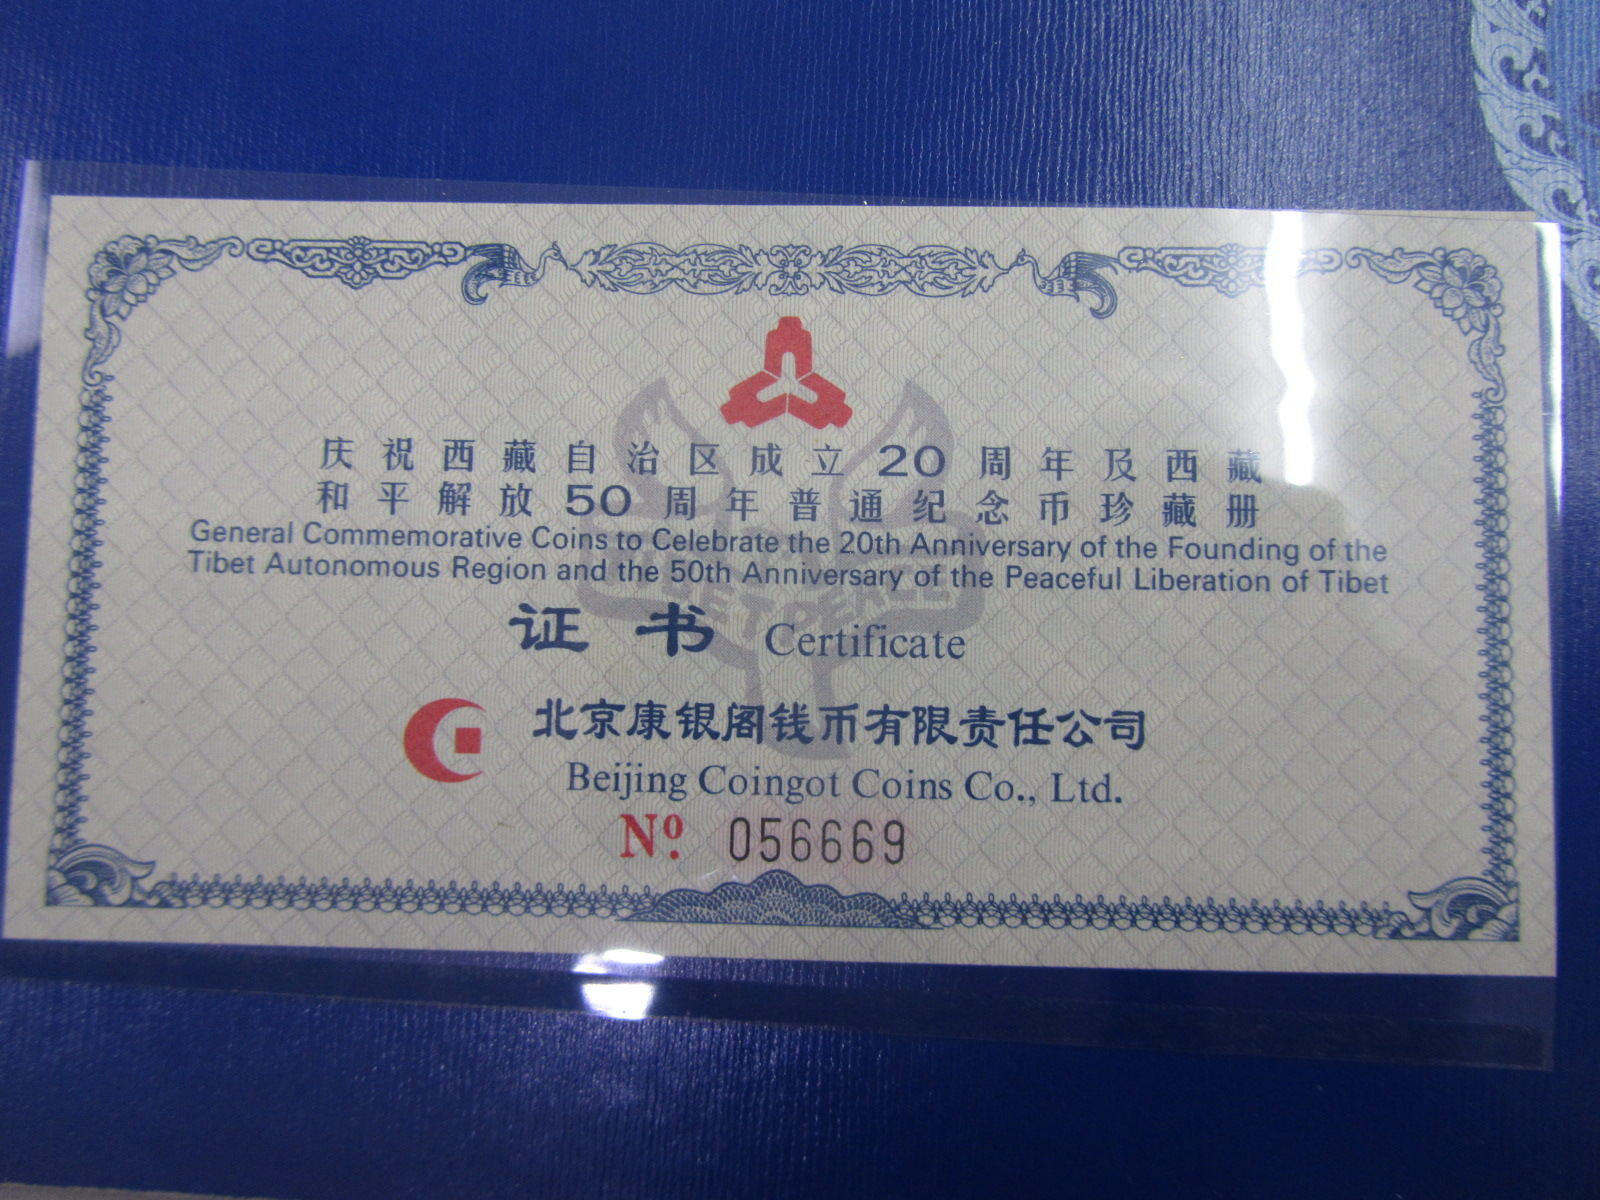 庆祝西藏自治区成立20周年及西藏
和平解放50周年普通纪念币珍藏册
General Commemorative Coins to Celebrate the 20th Anniversary of the Founding of the
Tibet Autonomous Region and the 50th Anniversary of the Peaceful Liberation of Tibet
证书 Certificate
北京康银阁钱币有限责任公司
Beijing Coingot Coins Co., Ltd.
Nº. 056669